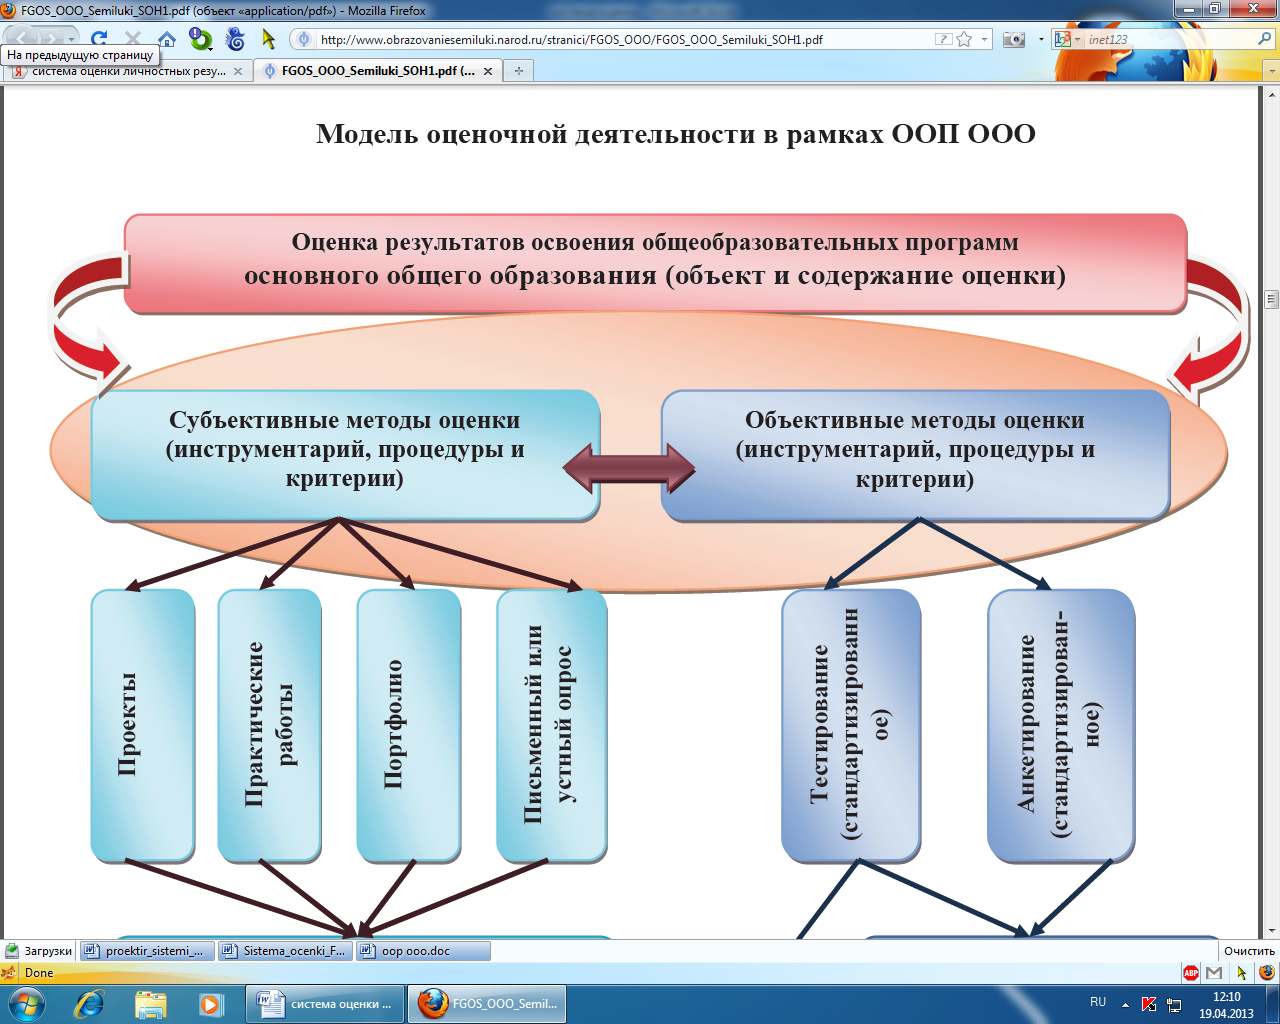 FGOS_OOO_Semiluki_SOH1.pdf (объект «application/pdf») - Mozilla Firefox
http://www.obrazovaniesemiluki.narod.ru/stranici/FGOS_OOO/FGOS_OOO_Semiluki_SOH1.pdf
inet123
На предыдущую страницу
система оценки личностных резу...
FGOS_OOO_Semiluki_SOH1.pdf (...
Модель оценочной деятельности в рамках ООП ООО
Оценка результатов освоения общеобразовательных программ
основного общего образования (объект и содержание оценки)
Субъективные методы оценки
(инструментарий, процедуры и
критерии)
Объективные методы оценки
(инструментарий, процедуры и
критерии)
Проекты
Практические
работы
Портфолио
Письменный или
устный опрос
Тестирование
(стандартизированн
ое)
Анкетирование
(стандартизирован-
ное)
Загрузки
proektir_sistemi_...
Sistema_ocenki_F...
oop ooo.doc
Очистить
Done
ABP
система оценки ...
FGOS_OOO_Semil...
RU
12:10
19.04.2013